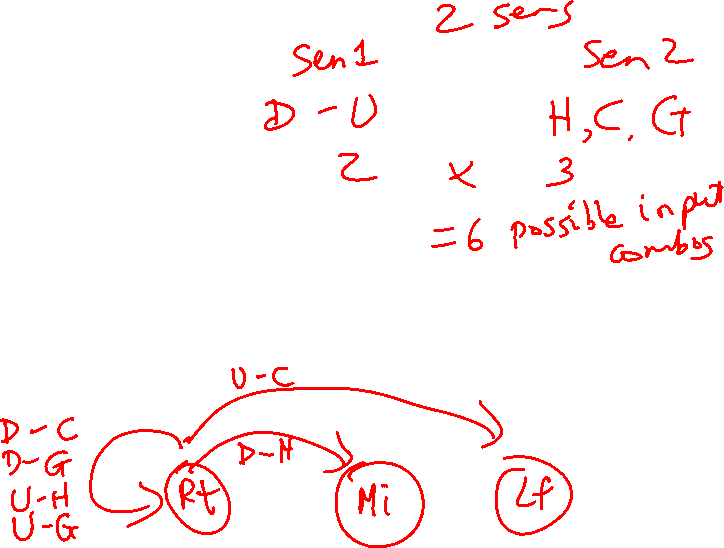 2 sens
Sen 1 Sen 2
D - U H, C, G
2 x 3
= 6 possible input
combos
U-C
D-C
D-H
D-G
U-H
U-G
Rt Mi Lf